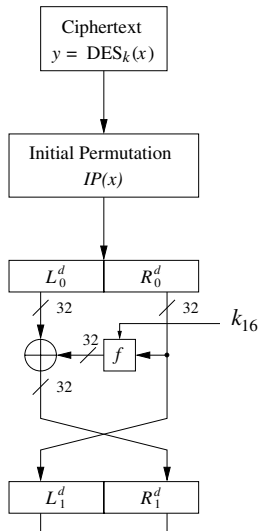 Ciphertext
y = DES_k(x)
Initial Permutation
IP(x)
L_0^d R_0^d
32 32
k_16
32 f
32
L_1^d R_1^d